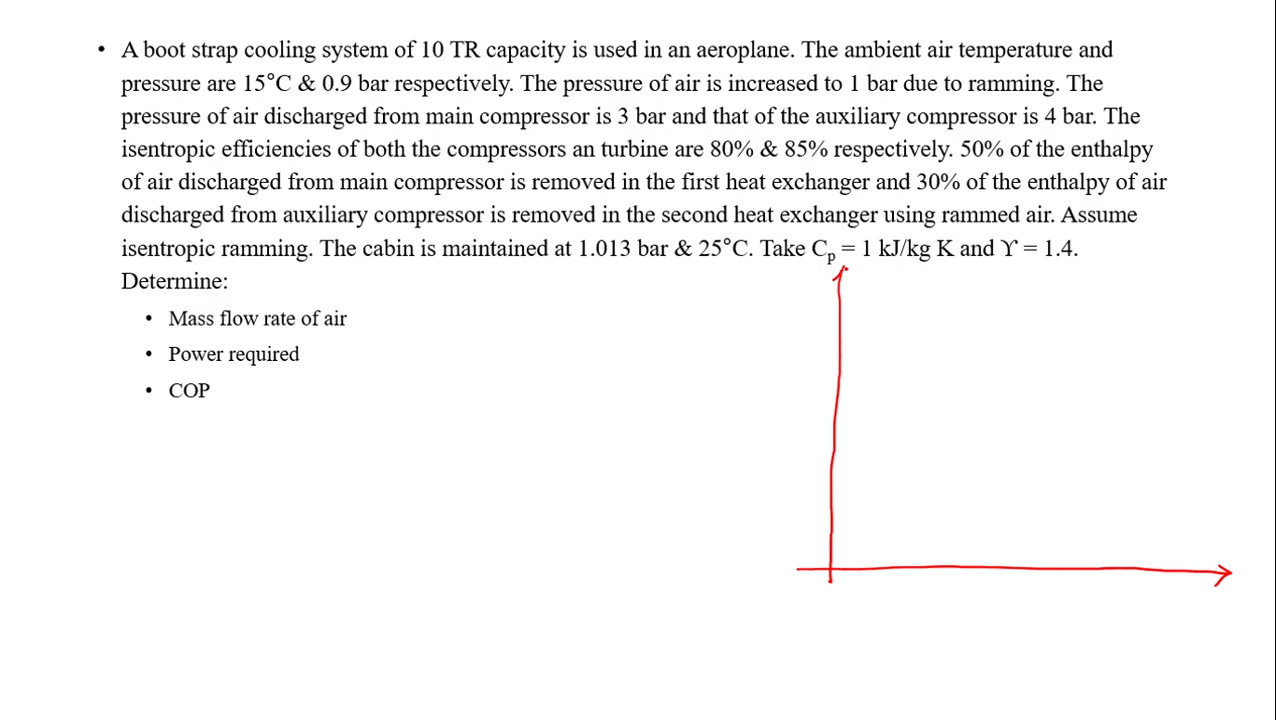 • A boot strap cooling system of 10 TR capacity is used in an aeroplane. The ambient air temperature and
pressure are 15°C & 0.9 bar respectively. The pressure of air is increased to 1 bar due to ramming. The
pressure of air discharged from main compressor is 3 bar and that of the auxiliary compressor is 4 bar. The
isentropic efficiencies of both the compressors an turbine are 80% & 85% respectively. 50% of the enthalpy
of air discharged from main compressor is removed in the first heat exchanger and 30% of the enthalpy of air
discharged from auxiliary compressor is removed in the second heat exchanger using rammed air. Assume
isentropic ramming. The cabin is maintained at 1.013 bar & 25°C. Take Cp = 1 kJ/kg K and ϒ = 1.4.
Determine:
• Mass flow rate of air
• Power required
• COP